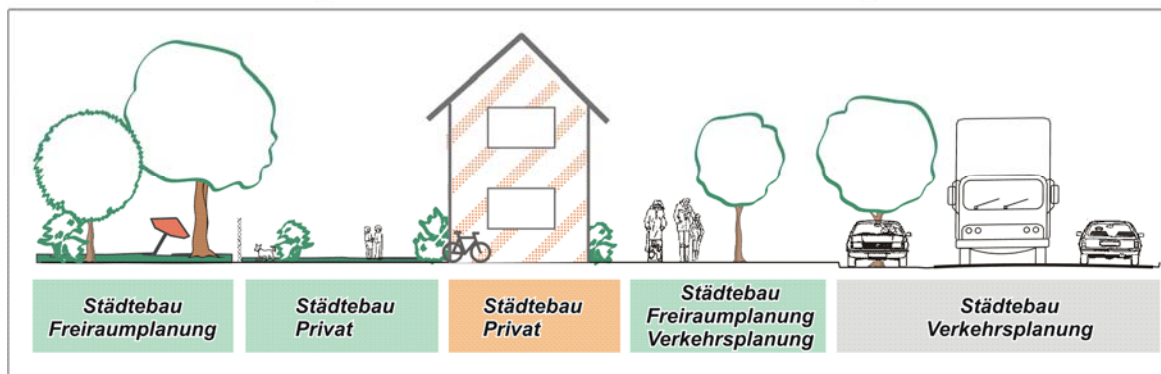 Städtebau
Freiraumplanung
Städtebau
Privat
Städtebau
Privat
Städtebau
Freiraumplanung
Verkehrsplanung
Städtebau
Verkehrsplanung